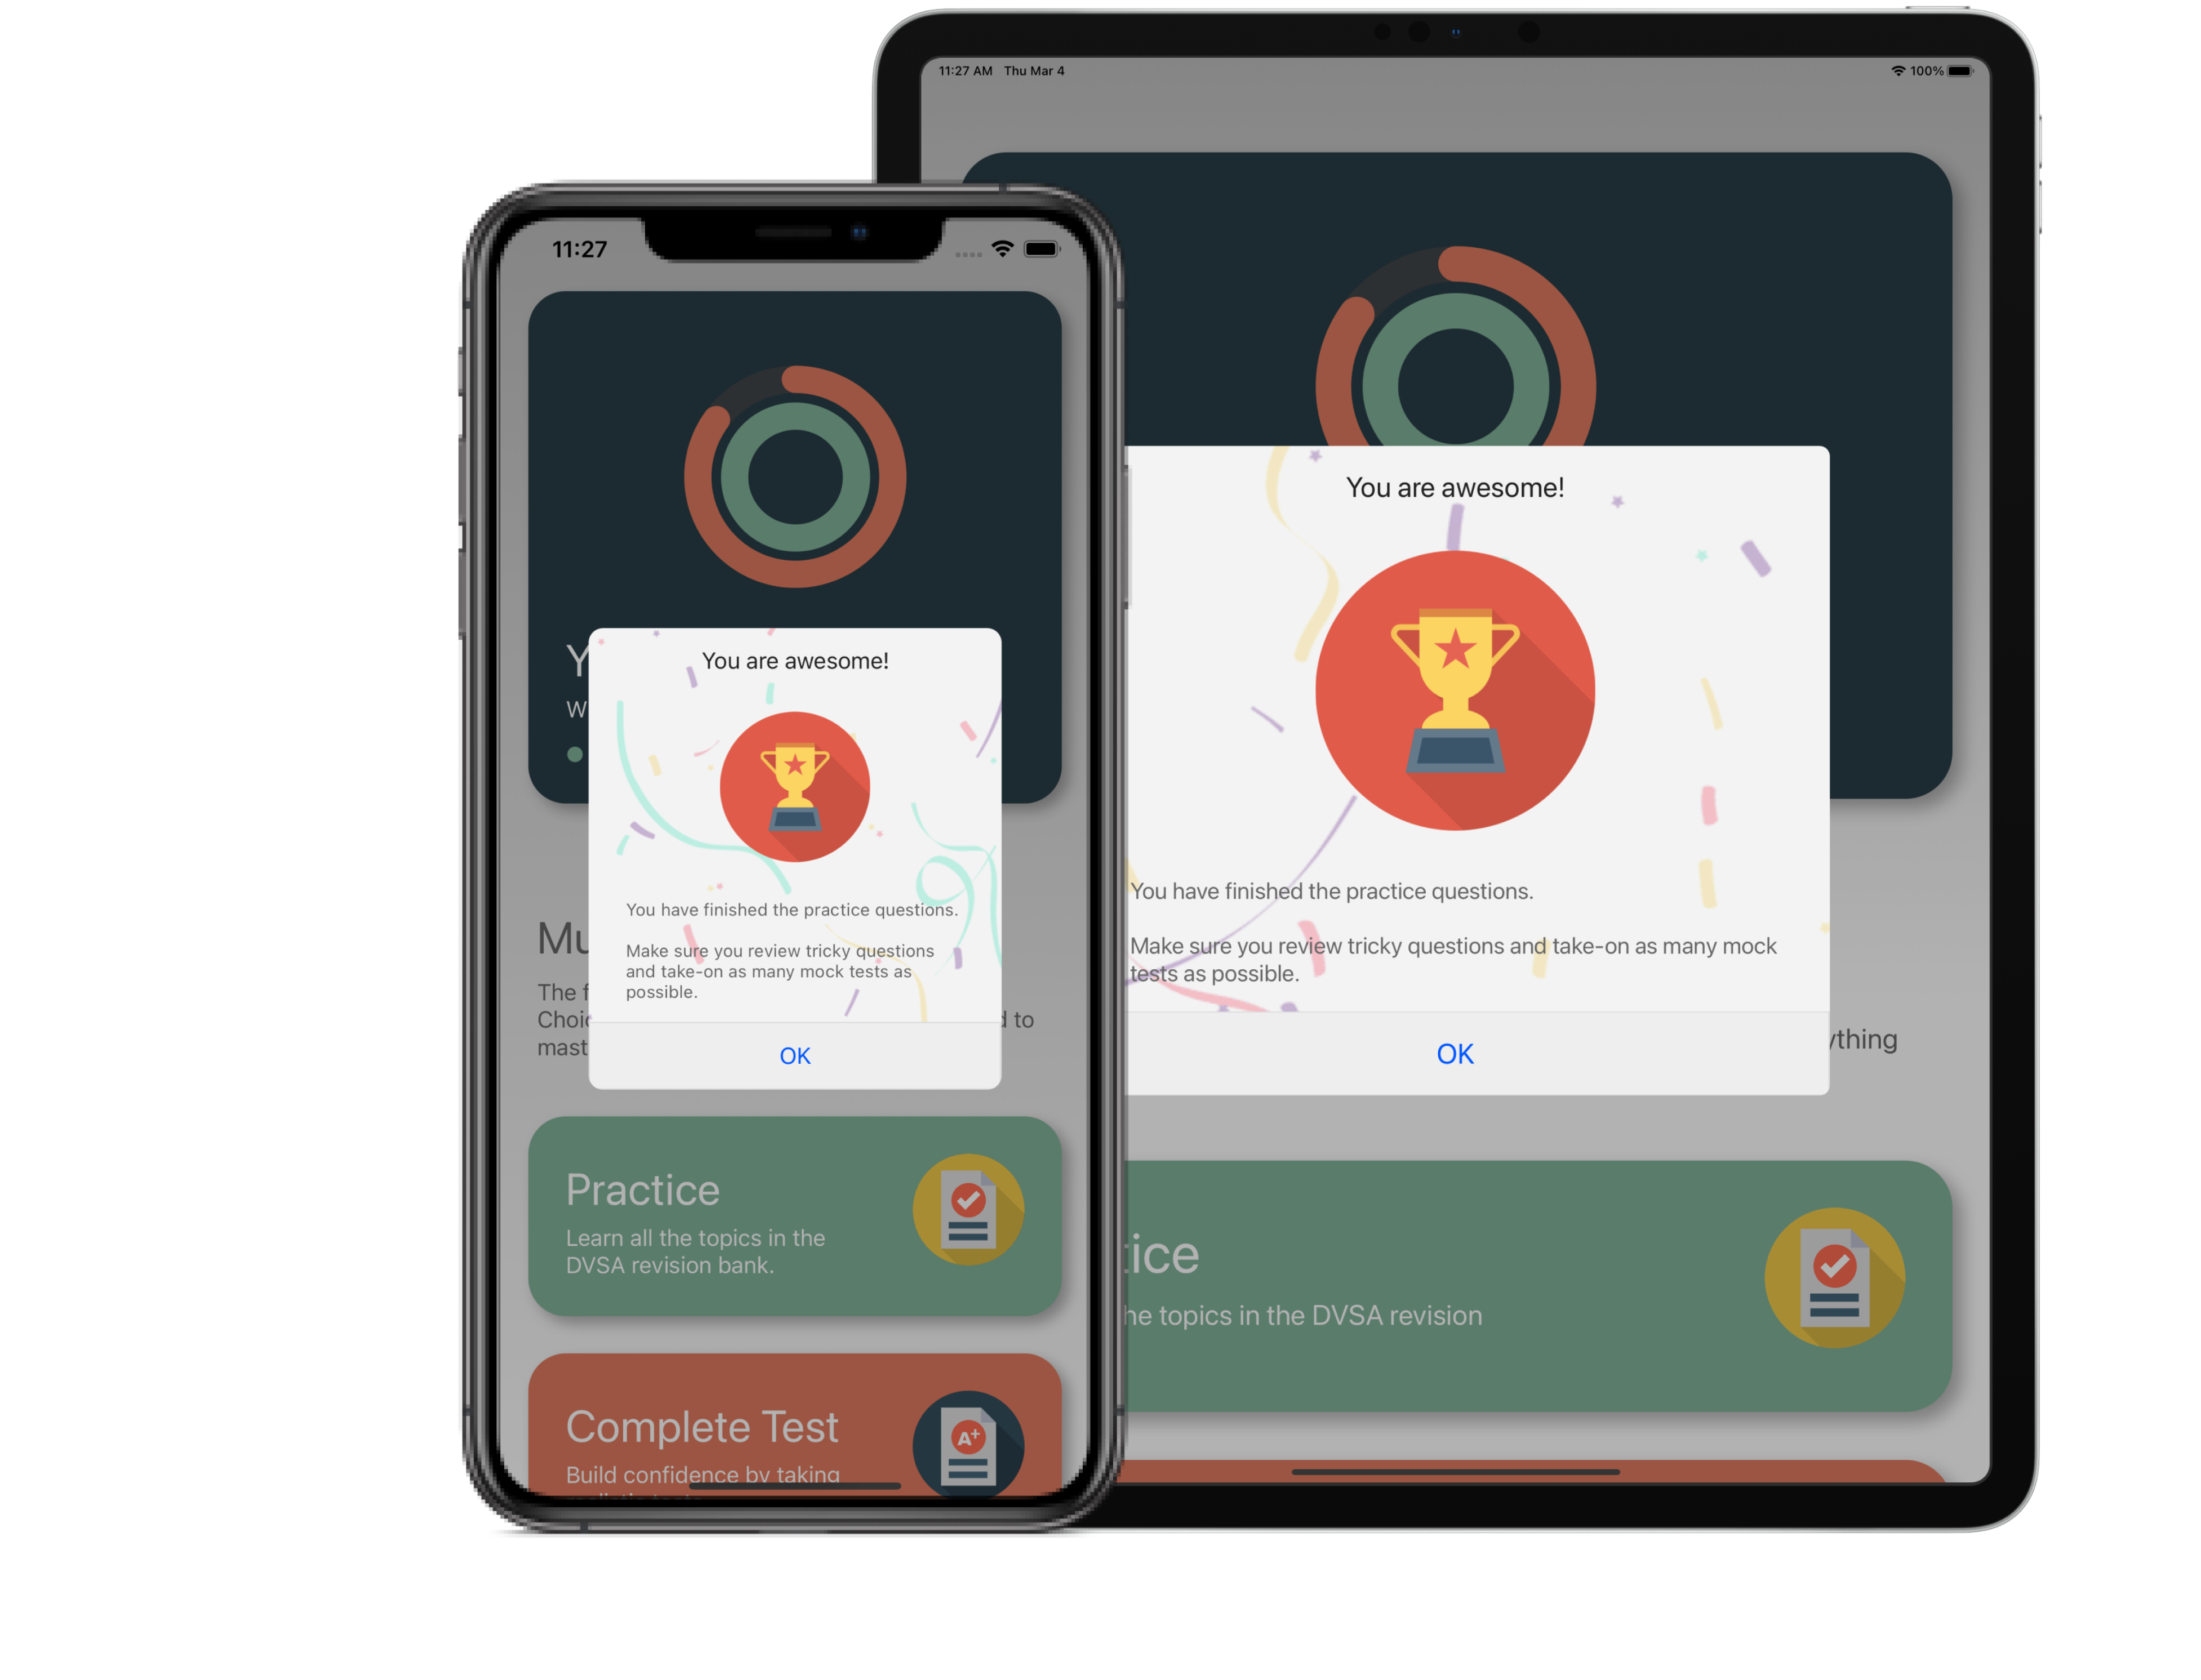 11:27 AM Thu Mar 4
100%
11:27
You are awesome!
You have finished the practice questions.
Make sure you review tricky questions
and take-on as many mock tests as
possible.
OK
Y
W
Mu
The f
Choic
d to
mast
Practice
Learn all the topics in the
DVSA revision bank.
Complete Test
A+
Build confidence by taking
You are awesome!
You have finished the practice questions.
Make sure you review tricky questions and take-on as many mock
tests as possible.
OK
ything
tice
he topics in the DVSA revision